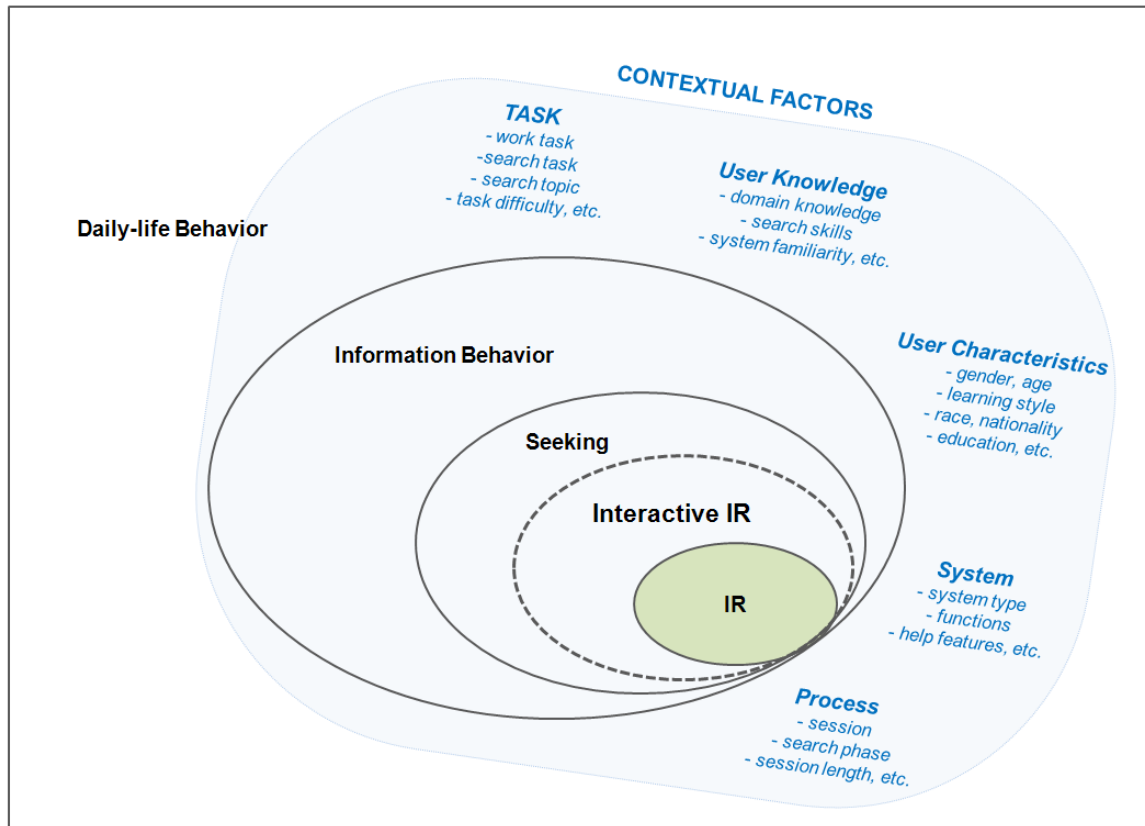 CONTEXTUAL FACTORS
TASK
- work task
-search task
- search topic
- task difficulty, etc.
User Knowledge
- domain knowledge
- search skills
- system familiarity, etc.
Daily-life Behavior
Information Behavior
User Characteristics
- gender, age
- learning style
- race, nationality
- education, etc.
Seeking
Interactive IR
IR
System
- system type
- functions
- help features, etc.
Process
- session
- search phase
- session length, etc.